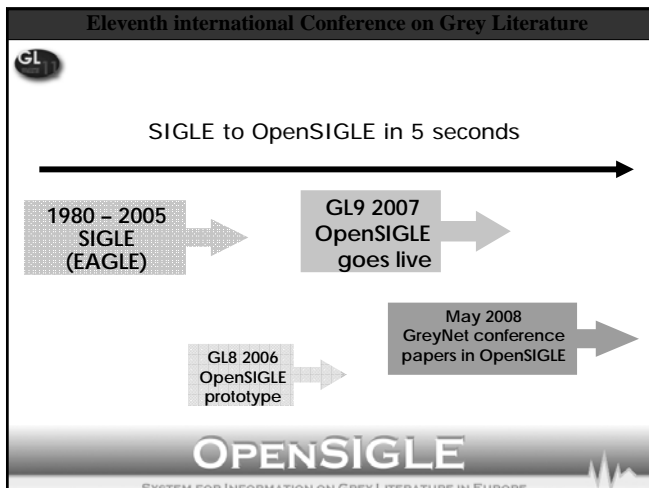 Eleventh international Conference on Grey Literature
GL 11
SIGLE to OpenSIGLE in 5 seconds
1980 – 2005
SIGLE
(EAGLE)
GL9 2007
OpenSIGLE
goes live
May 2008
GreyNet conference
papers in OpenSIGLE
GL8 2006
OpenSIGLE
prototype
OPENSIGLE
SYSTEM FOR INFORMATION ON GREY LITERATURE IN EUROPE